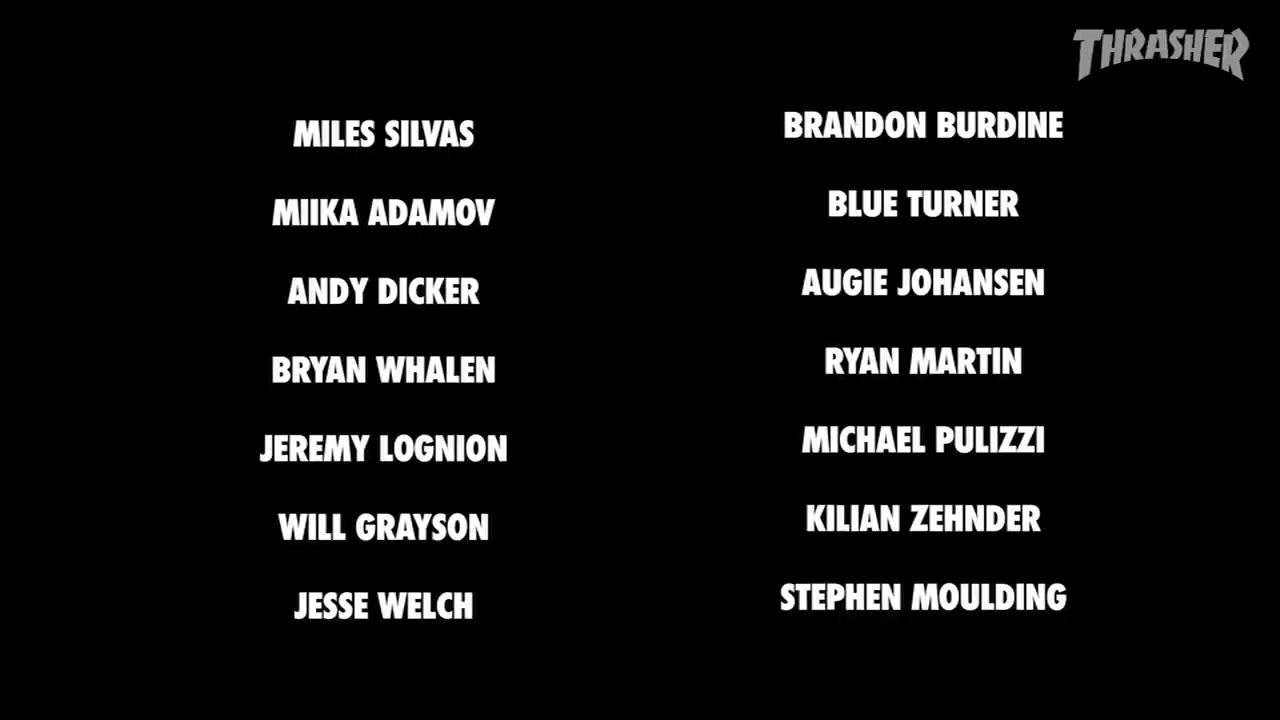 THRASHER
MILES SILVAS
MIIKA ADAMOV
ANDY DICKER
BRYAN WHALEN
JEREMY LOGNION
WILL GRAYSON
JESSE WELCH
BRANDON BURDINE
BLUE TURNER
AUGIE JOHANSEN
RYAN MARTIN
MICHAEL PULIZZI
KILIAN ZEHNDER
STEPHEN MOULDING